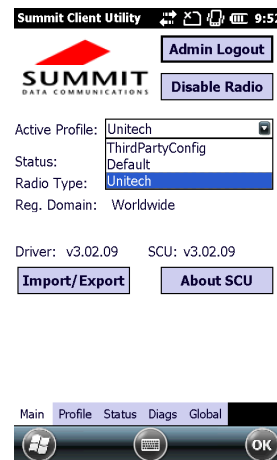 Summit Client Utility 9:52
Admin Logout
SUMMIT
DATA COMMUNICATIONS
Disable Radio
Active Profile: Unitech
ThirdPartyConfig
Status: Default
Radio Type: Unitech
Reg. Domain: Worldwide
Driver: v3.02.09 SCU: v3.02.09
Import/Export About SCU
Main Profile Status Diags Global
OK